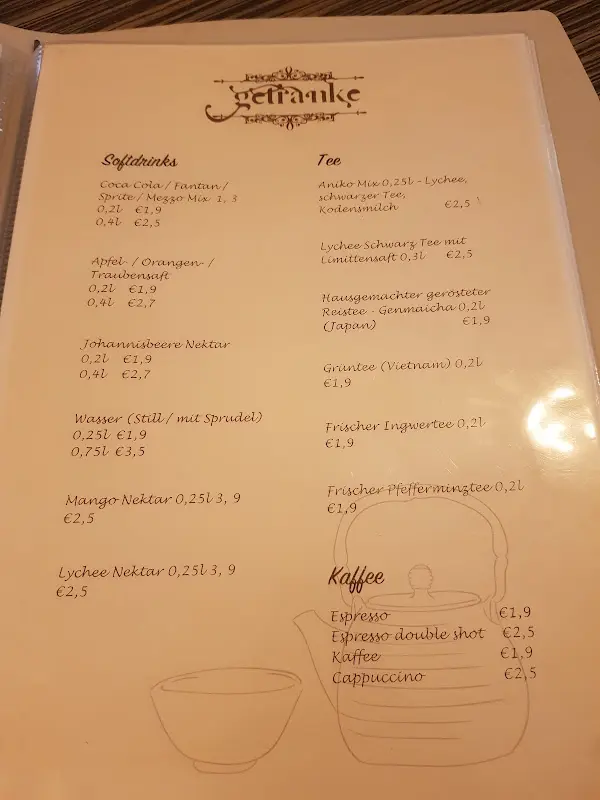 getränke
Softdrinks
Coca Cola / Fantan /
Sprite / Mezzo Mix 1, 3
0,2l €1,9
0,4l €2,5
Apfel- / Orangen- /
Traubensaft
0,2l €1,9
0,4l €2,7
Johannisbeere Nektar
0,2l €1,9
0,4l €2,7
Wasser (Still / mit Sprudel)
0,25l €1,9
0,75l €3,5
Mango Nektar 0,25l 3, 9
€2,5
Lychee Nektar 0,25l 3, 9
€2,5
Tee
Aniko Mix 0,25l - Lychee,
schwarzer Tee,
Kodensmilch €2,5
Lychee Schwarz Tee mit
Limittensaft 0,3l €2,5
Hausgemachter gerösteter
Reistee - Genmaicha 0,2l
(Japan) €1,9
Grüntee (Vietnam) 0,2l
€1,9
Frischer Ingwertee 0,2l
€1,9
Frischer Pfefferminztee 0,2l
€1,9
Kaffee
Espresso €1,9
Espresso double shot €2,5
Kaffee €1,9
Cappuccino €2,5